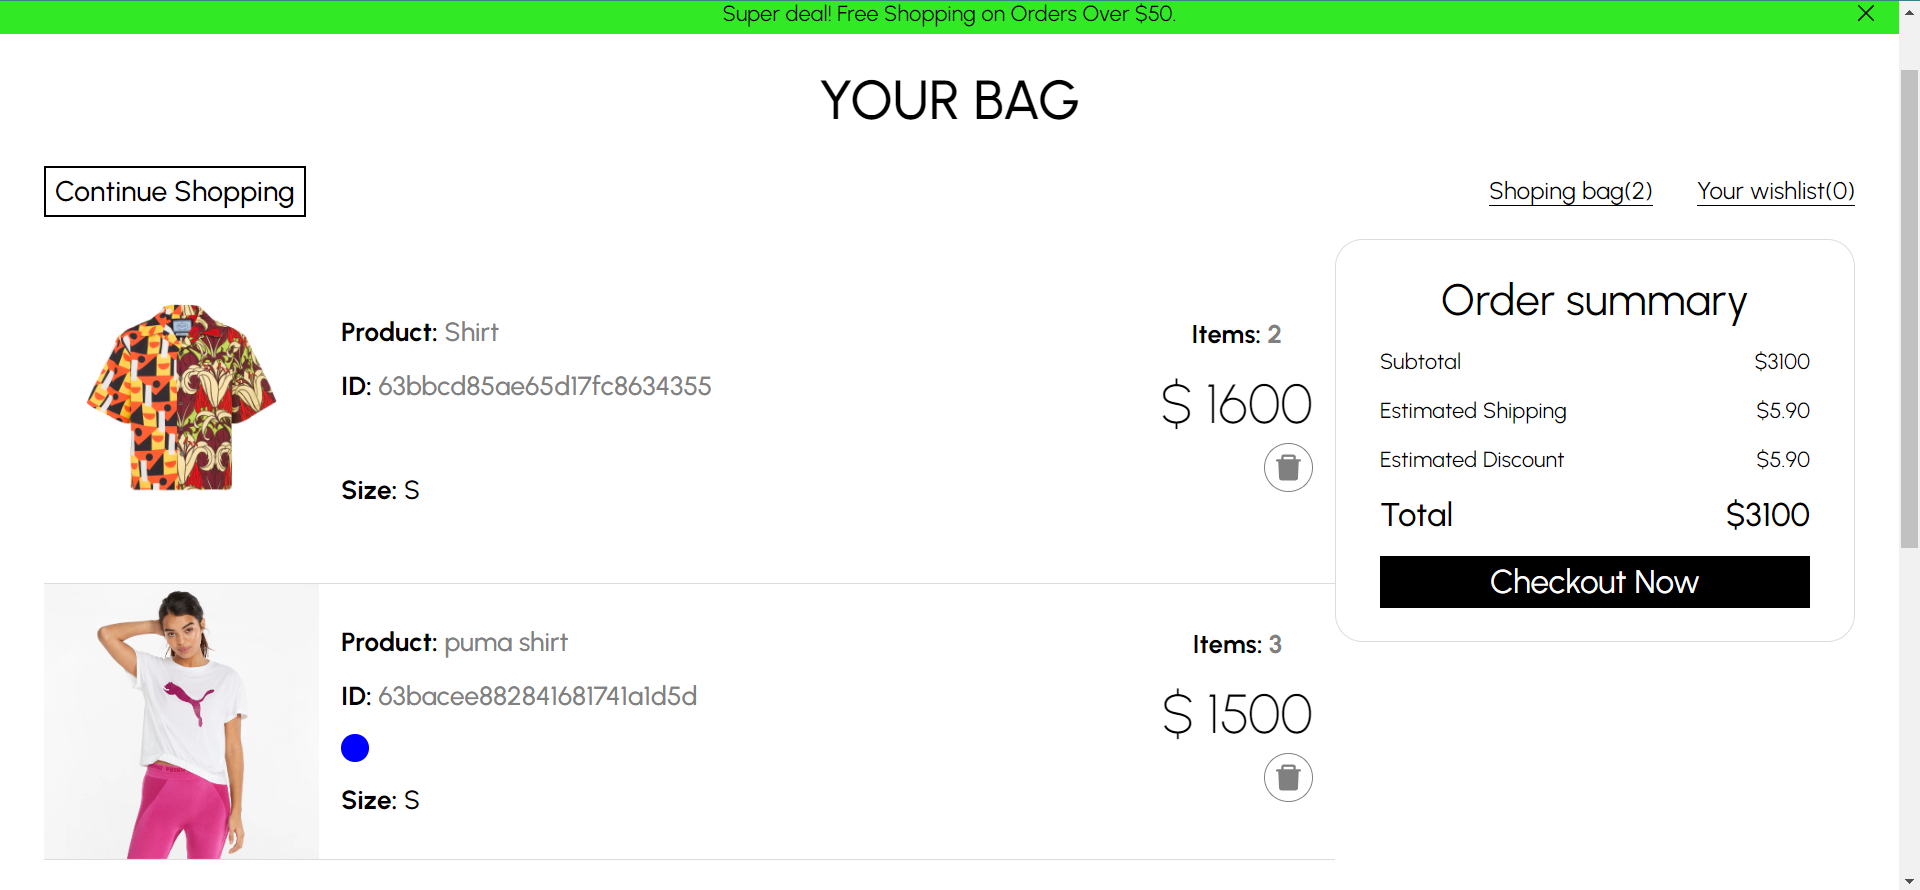 Super deal! Free Shopping on Orders Over $50.
YOUR BAG
Continue Shopping
Shoping bag(2)
Your wishlist(0)
Product: Shirt
ID: 63bbcd85ae65d17fc8634355
Size: S
Items: 2
$ 1600
Product: puma shirt
ID: 63bacee882841681741a1d5d
Size: S
Items: 3
$ 1500
Order summary
Subtotal $3100
Estimated Shipping $5.90
Estimated Discount $5.90
Total $3100
Checkout Now